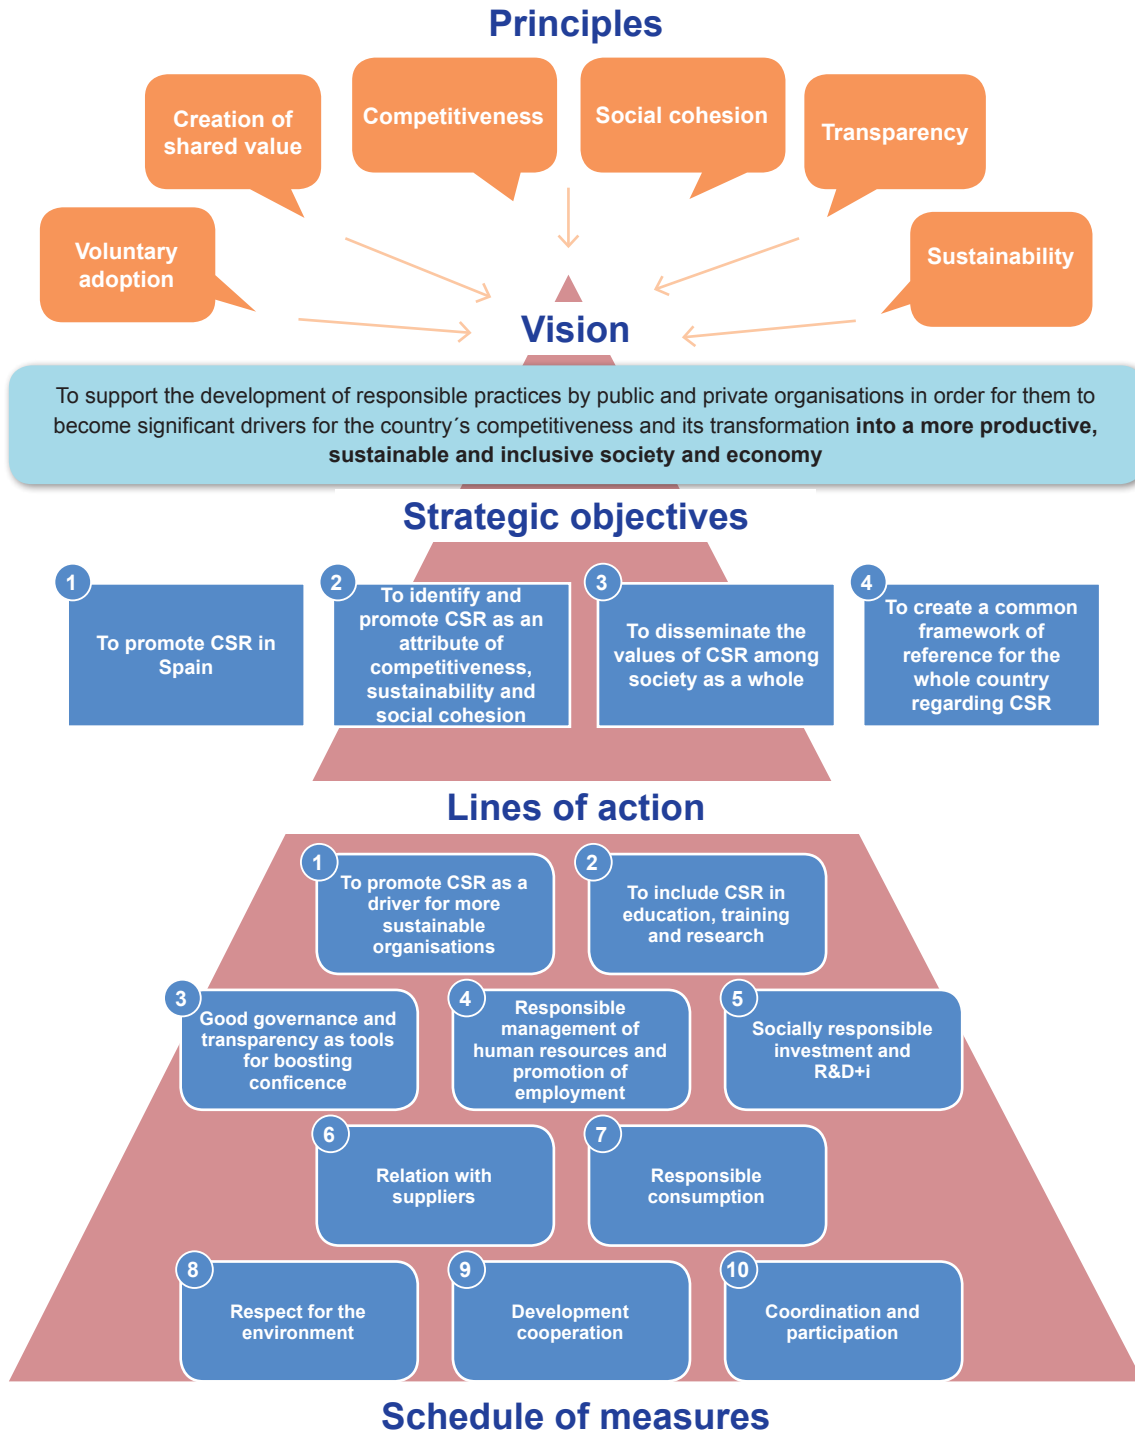 Principles
Creation of
shared value
Competitiveness
Social cohesion
Transparency
Voluntary
adoption
Sustainability
Vision
To support the development of responsible practices by public and private organisations in order for them to
become significant drivers for the country´s competitiveness and its transformation into a more productive,
sustainable and inclusive society and economy
Strategic objectives
1
To promote CSR in
Spain
2
To identify and
promote CSR as an
attribute of
competitiveness,
sustainability and
social cohesion
3
To disseminate the
values of CSR among
society as a whole
4
To create a common
framework of
reference for the
whole country
regarding CSR
Lines of action
1
To promote CSR as a
driver for more
sustainable
organisations
2
To include CSR in
education, training
and research
3
Good governance and
transparency as tools
for boosting
conficence
4
Responsible
management of
human resources and
promotion of
employment
5
Socially responsible
investment and
R&D+i
6
Relation with
suppliers
7
Responsible
consumption
8
Respect for the
environment
9
Development
cooperation
10
Coordination and
participation
Schedule of measures